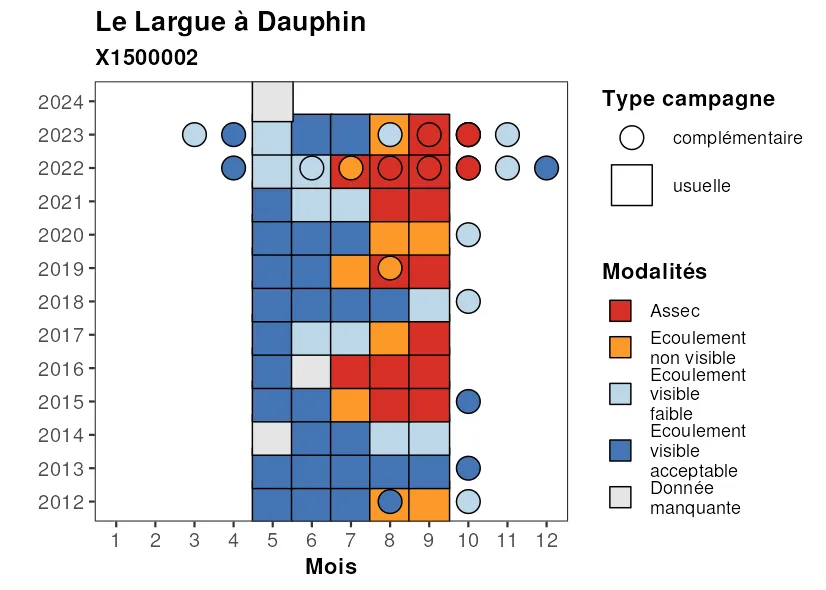 Le Largue à Dauphin
X1500002
2024
2023
2022
2021
2020
2019
2018
2017
2016
2015
2014
2013
2012
1 2 3 4 5 6 7 8 9 10 11 12
Mois
Type campagne
complémentaire
usuelle
Modalités
Assec
Ecoulement
non visible
Ecoulement
visible
faible
Ecoulement
visible
acceptable
Donnée
manquante